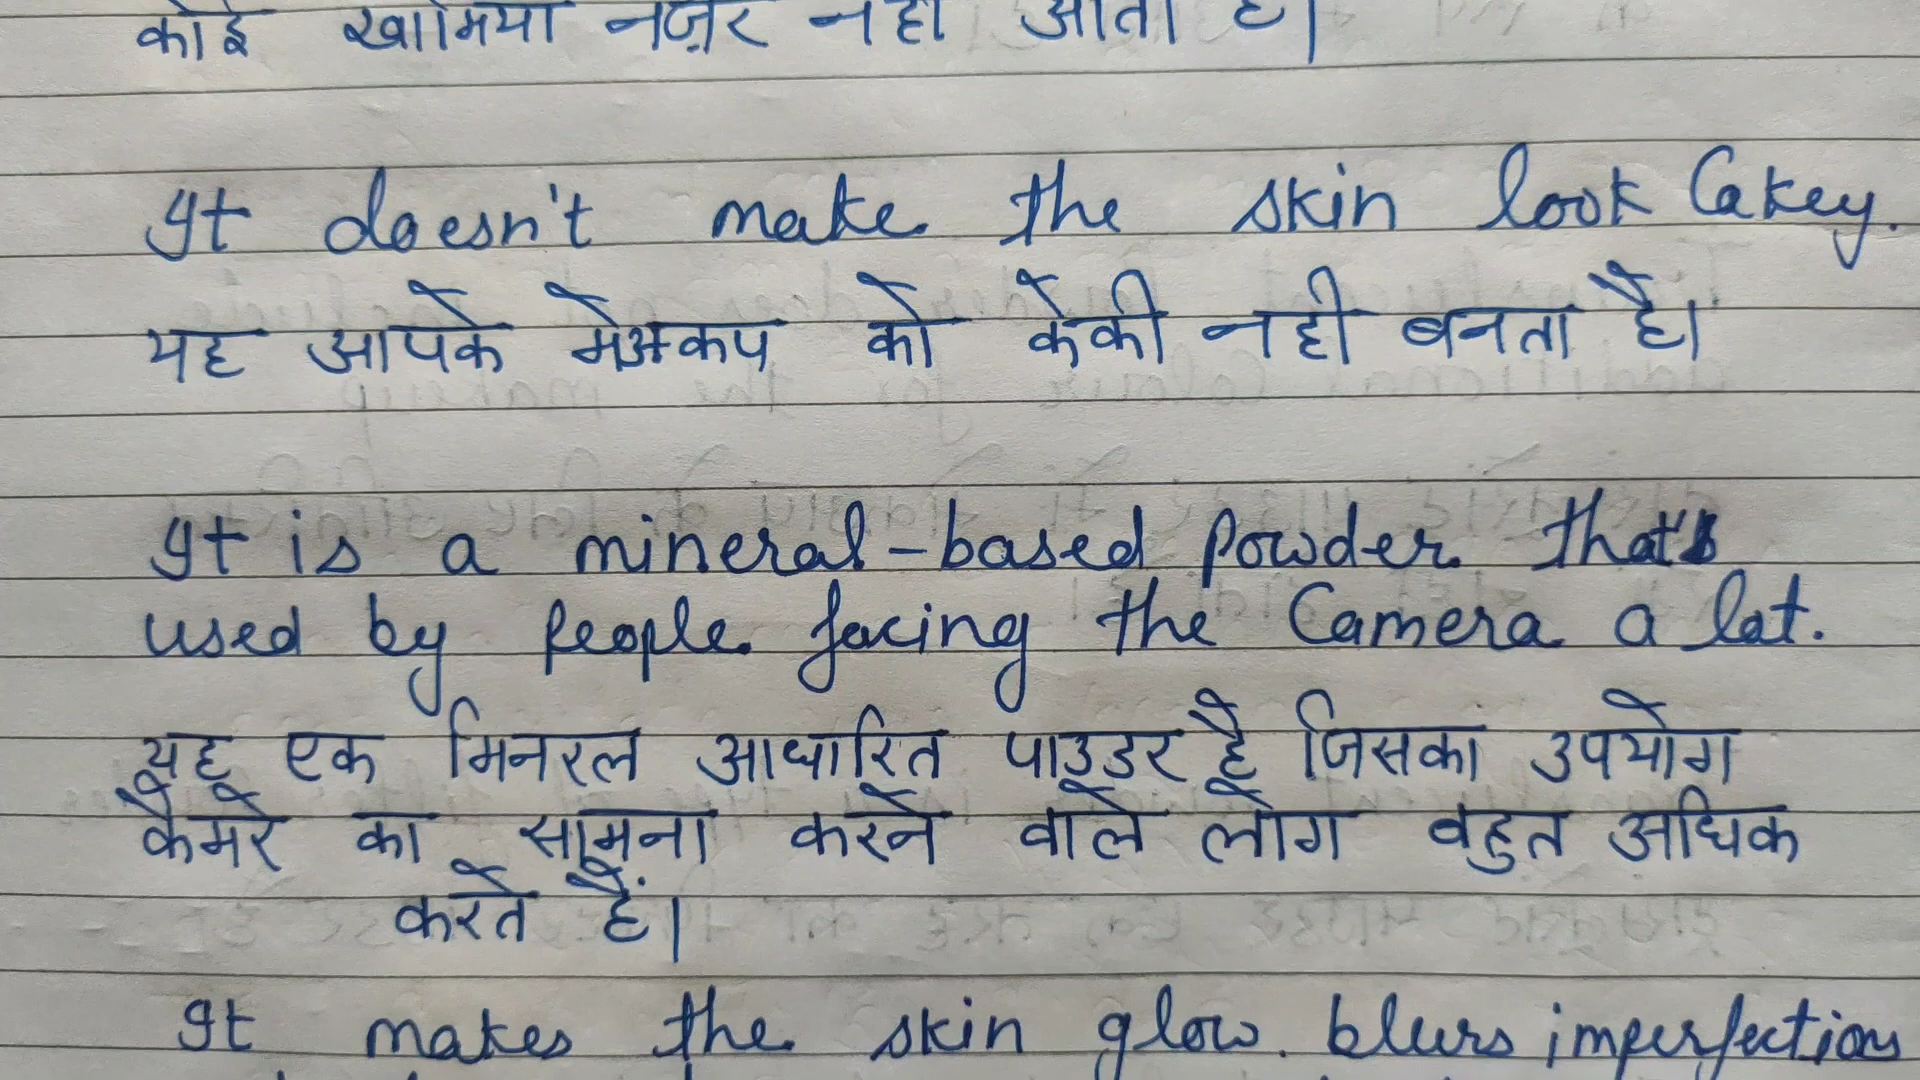 कोई खामियां नज़र नही आता है।
It doesn't make the skin look Cakey.
यह आपके मेअकप को केकी नही बनता है।
It is a mineral-based powder that's
used by people facing the Camera a lot.
यह एक मिनरल आधारित पाउडर है जिसका उपयोग
कैमरे का सामना करने वाले लोग बहुत अधिक
करते हैं।
It makes the skin glow. blurs imperfections